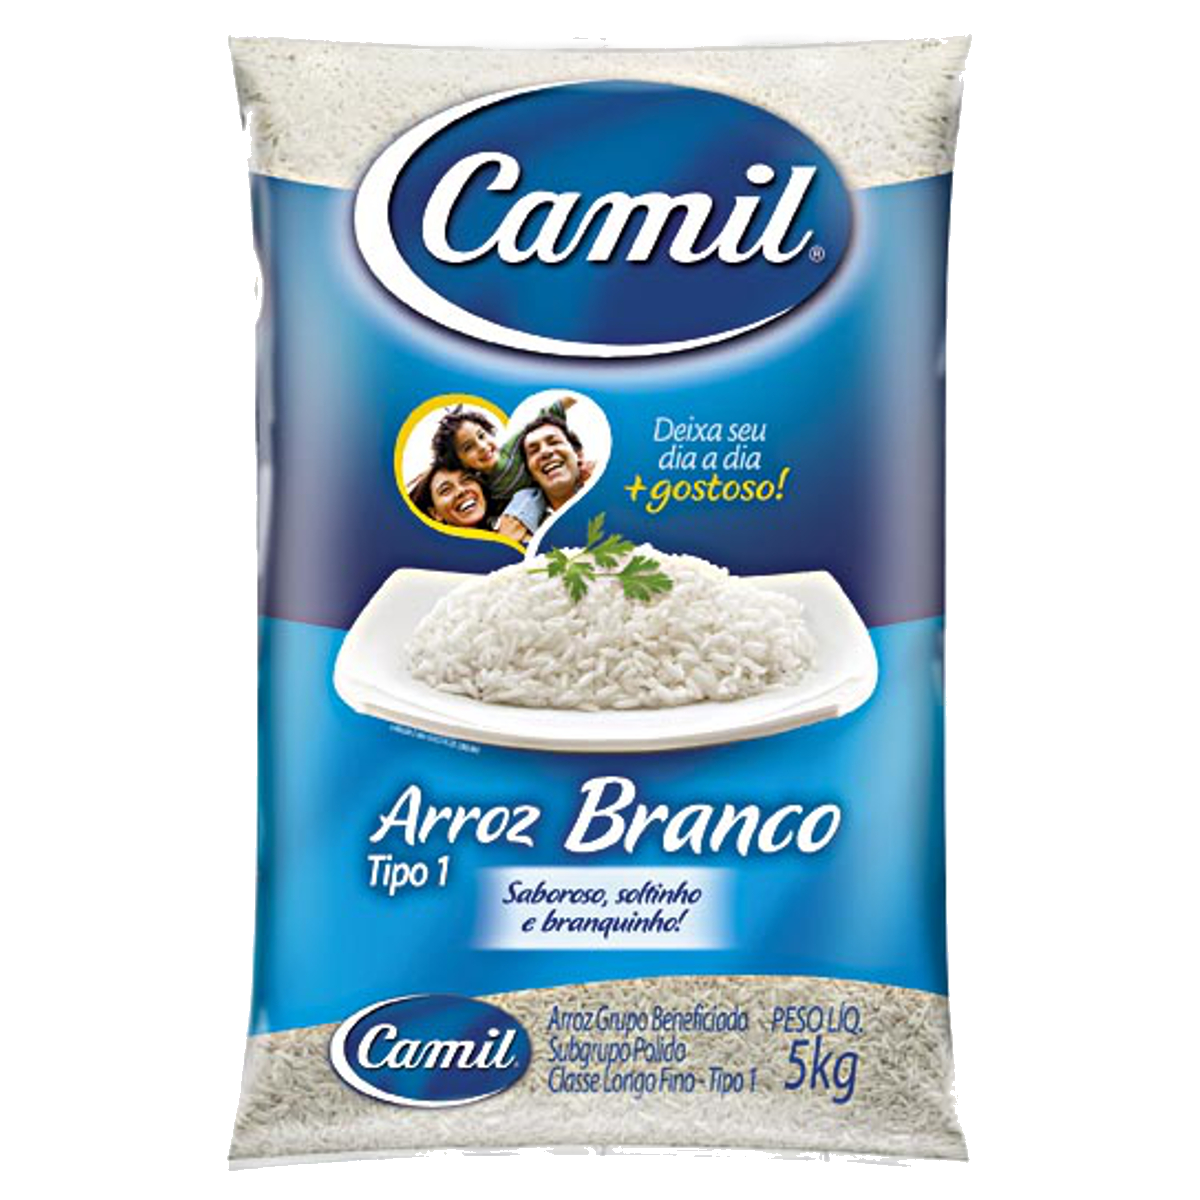 Camil®
Deixa seu
dia a dia
+gostoso!
Arroz Branco
Tipo 1
Saboroso, soltinho
e branquinho!
Camil
Arroz Grupo Beneficiado
Subgrupo Polido
Classe Longo Fino - Tipo 1
PESO LÍQ.
5kg